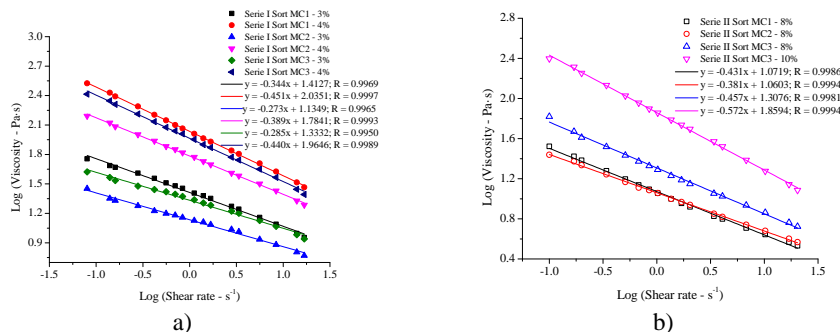 Serie I Sort MC1 - 3%
Serie I Sort MC1 - 4%
Serie I Sort MC2 - 3%
Serie I Sort MC2 - 4%
Serie I Sort MC3 - 3%
Serie I Sort MC3 - 4%
y = -0.344x + 1.4127; R = 0.9969
y = -0.451x + 2.0351; R = 0.9997
y = -0.273x + 1.1349; R = 0.9965
y = -0.389x + 1.7841; R = 0.9993
y = -0.285x + 1.3332; R = 0.9950
y = -0.440x + 1.9646; R = 0.9989
3.0
2.7
2.4
2.1
1.8
1.5
1.2
0.9
Log (Viscosity - Pa·s)
-1.5 -1.0 -0.5 0.0 0.5 1.0 1.5
Log (Shear rate - s⁻¹)
a)
Serie II Sort MC1 - 8%
Serie II Sort MC2 - 8%
Serie II Sort MC3 - 8%
Serie II Sort MC3 - 10%
y = -0.431x + 1.0719; R = 0.9986
y = -0.381x + 1.0603; R = 0.9994
y = -0.457x + 1.3076; R = 0.9981
y = -0.572x + 1.8594; R = 0.9994
2.8
2.4
2.0
1.6
1.2
0.8
0.4
Log (Viscosity - Pa·s)
-1.0 -0.5 0.0 0.5 1.0 1.5
Log (Shear rate - s⁻¹)
b)